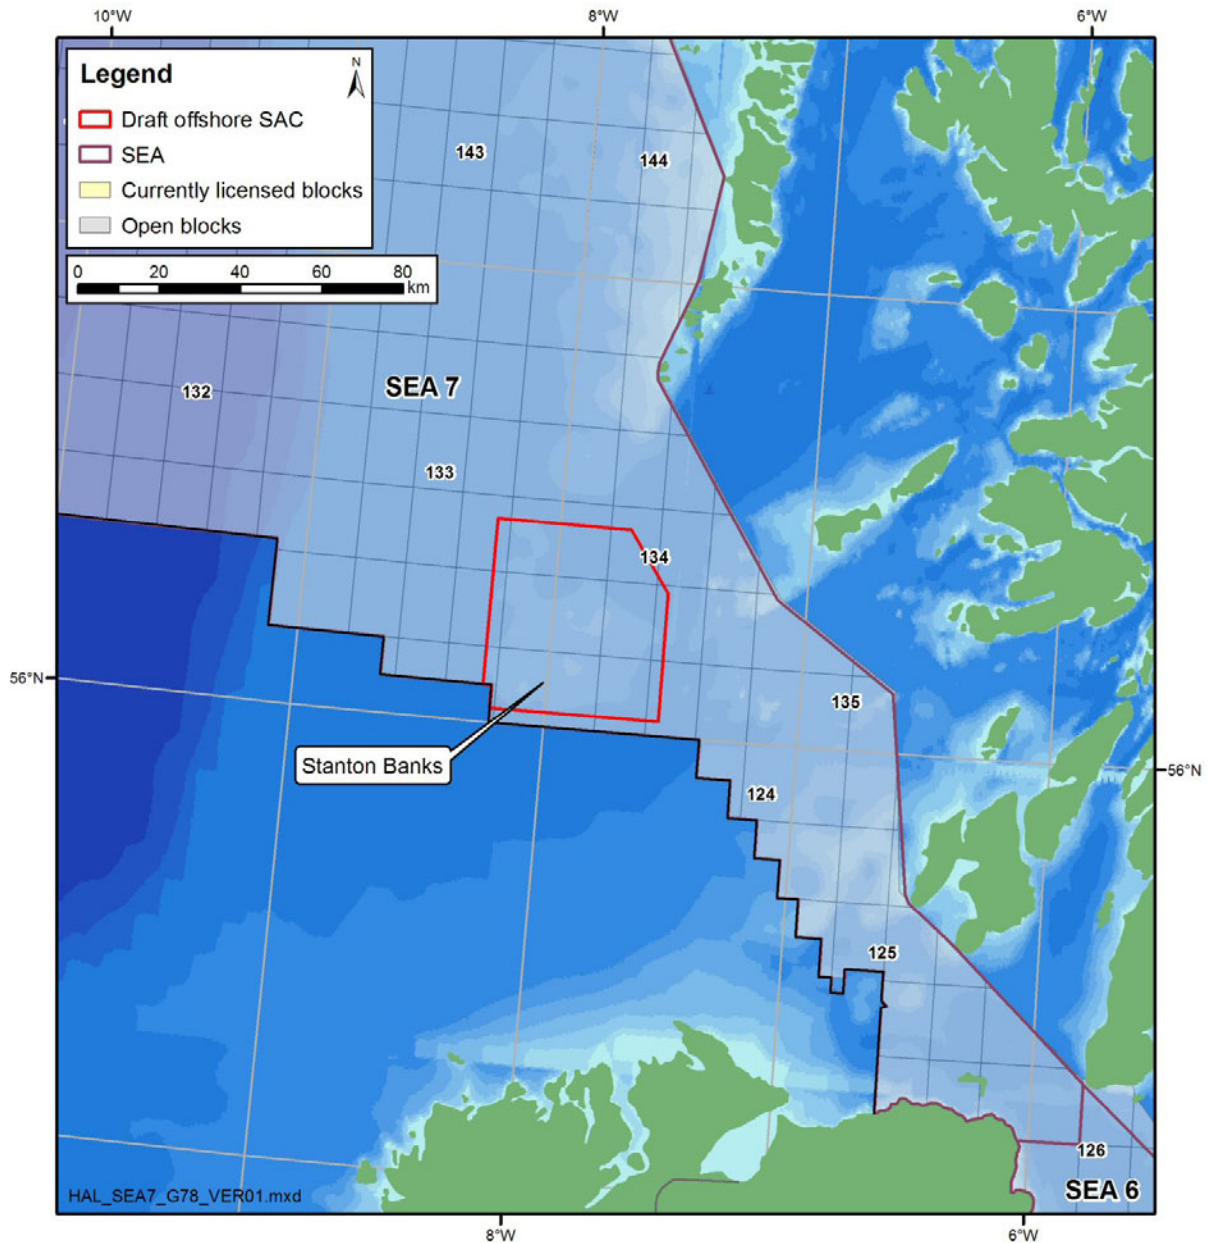 10°W 8°W 6°W
Legend
N
Draft offshore SAC
SEA
Currently licensed blocks
Open blocks
0 20 40 60 80
km
143
144
132
SEA 7
133
134
56°N
135
Stanton Banks
56°N
124
125
126
HAL_SEA7_G78_VER01.mxd
SEA 6
8°W 6°W